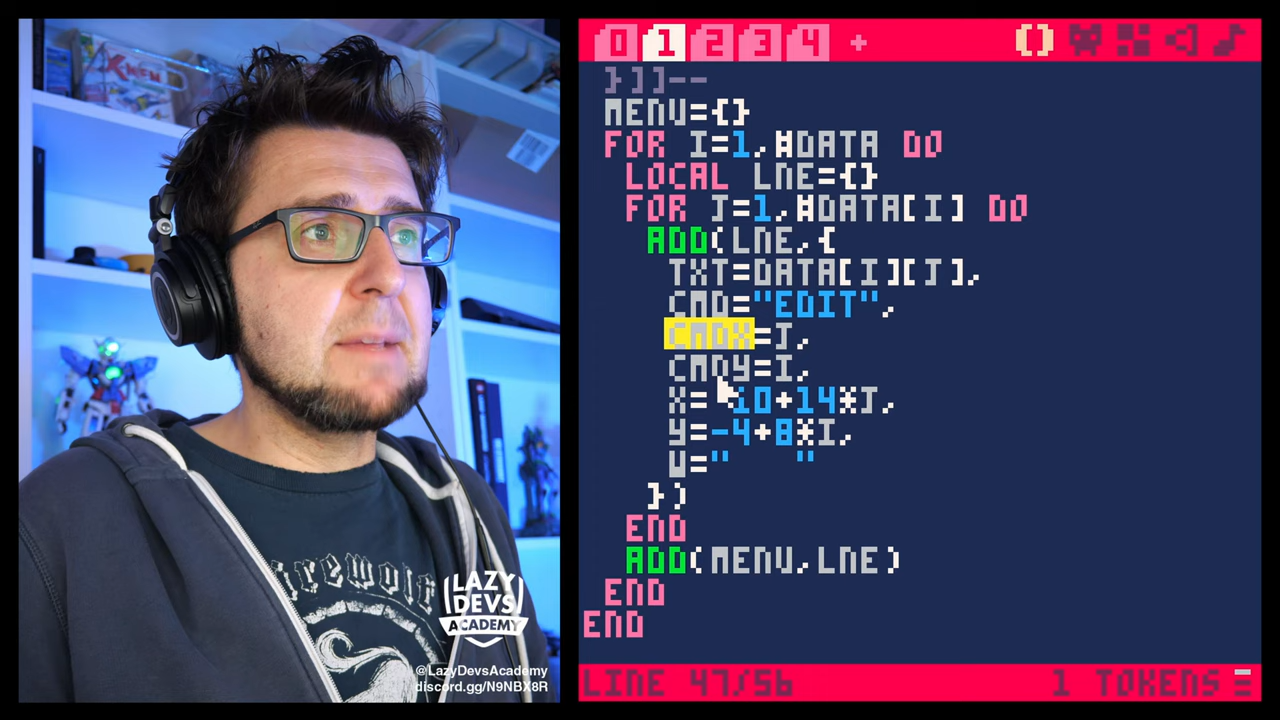 X-MEN
irewolf
LAZY
DEVS
ACADEMY
@LazyDevsAcademy
discord.gg/N9NBX8R
0 1 2 3 4 +
}]]--
MENU={}
FOR I=1,#DATA DO
LOCAL LNE={}
FOR J=1,#DATA[I] DO
ADD(LNE,{
TXT=DATA[I][J],
CMD="EDIT",
CMDX=J,
CMDY=I,
X=-10+14*J,
Y=-4+8*I,
W="    "
})
END
ADD(MENU,LNE)
END
END
LINE 47/56
1 TOKENS